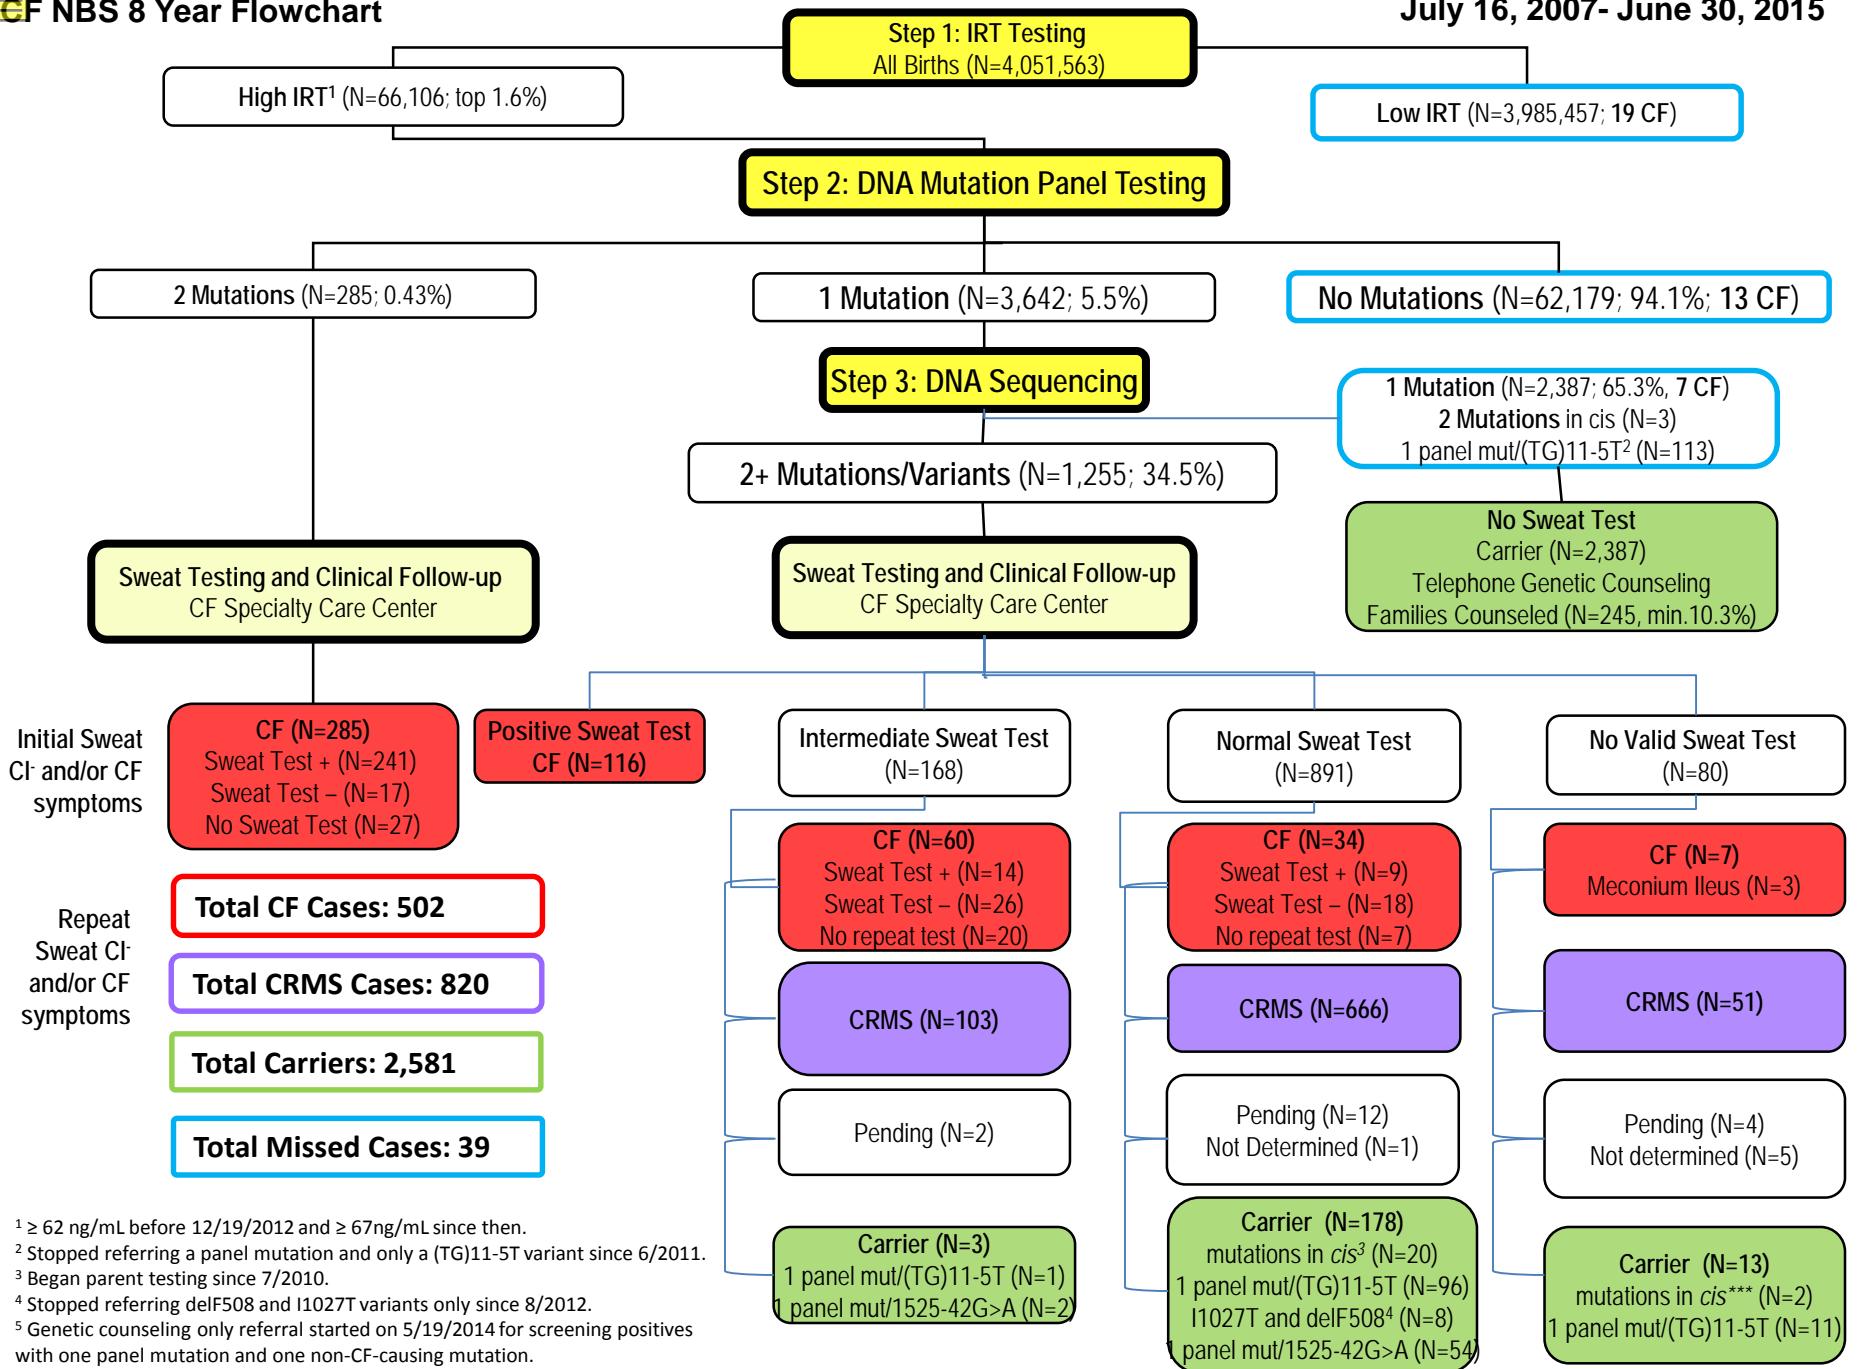 CF NBS 8 Year Flowchart
July 16, 2007- June 30, 2015
Step 1: IRT Testing
All Births (N=4,051,563)
High IRT¹ (N=66,106; top 1.6%)
Low IRT (N=3,985,457; 19 CF)
Step 2: DNA Mutation Panel Testing
2 Mutations (N=285; 0.43%)
1 Mutation (N=3,642; 5.5%)
No Mutations (N=62,179; 94.1%; 13 CF)
Step 3: DNA Sequencing
1 Mutation (N=2,387; 65.3%, 7 CF)
2 Mutations in cis (N=3)
1 panel mut/(TG)11-5T² (N=113)
2+ Mutations/Variants (N=1,255; 34.5%)
No Sweat Test
Carrier (N=2,387)
Telephone Genetic Counseling
Families Counseled (N=245, min.10.3%)
Sweat Testing and Clinical Follow-up
CF Specialty Care Center
Sweat Testing and Clinical Follow-up
CF Specialty Care Center
Initial Sweat
Cl⁻ and/or CF
symptoms
CF (N=285)
Sweat Test + (N=241)
Sweat Test – (N=17)
No Sweat Test (N=27)
Positive Sweat Test
CF (N=116)
Intermediate Sweat Test
(N=168)
Normal Sweat Test
(N=891)
No Valid Sweat Test
(N=80)
CF (N=60)
Sweat Test + (N=14)
Sweat Test – (N=26)
No repeat test (N=20)
CF (N=34)
Sweat Test + (N=9)
Sweat Test – (N=18)
No repeat test (N=7)
CF (N=7)
Meconium Ileus (N=3)
Repeat
Sweat Cl⁻
and/or CF
symptoms
Total CF Cases: 502
Total CRMS Cases: 820
Total Carriers: 2,581
Total Missed Cases: 39
CRMS (N=103)
CRMS (N=666)
CRMS (N=51)
Pending (N=2)
Pending (N=12)
Not Determined (N=1)
Pending (N=4)
Not determined (N=5)
Carrier (N=3)
1 panel mut/(TG)11-5T (N=1)
1 panel mut/1525-42G>A (N=2)
Carrier (N=178)
mutations in cis³ (N=20)
1 panel mut/(TG)11-5T (N=96)
I1027T and delF508⁴ (N=8)
1 panel mut/1525-42G>A (N=54)
Carrier (N=13)
mutations in cis*** (N=2)
1 panel mut/(TG)11-5T (N=11)
¹ ≥ 62 ng/mL before 12/19/2012 and ≥ 67ng/mL since then.
² Stopped referring a panel mutation and only a (TG)11-5T variant since 6/2011.
³ Began parent testing since 7/2010.
⁴ Stopped referring delF508 and I1027T variants only since 8/2012.
⁵ Genetic counseling only referral started on 5/19/2014 for screening positives
with one panel mutation and one non-CF-causing mutation.